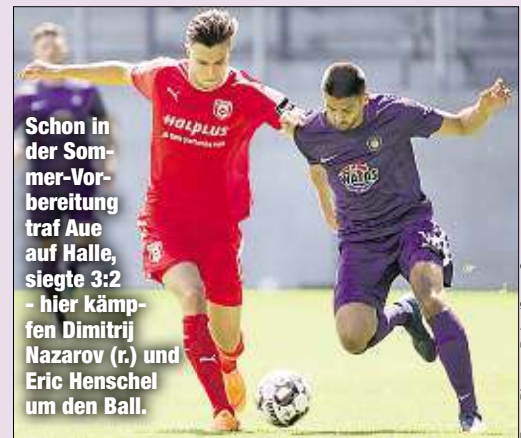 Schon in
der Som-
mer-Vor-
bereitung
traf Aue
auf Halle,
siegte 3:2
- hier kämp-
fen Dimitrij
Nazarov (r.) und
Eric Henschel
um den Ball.
HALPLUS